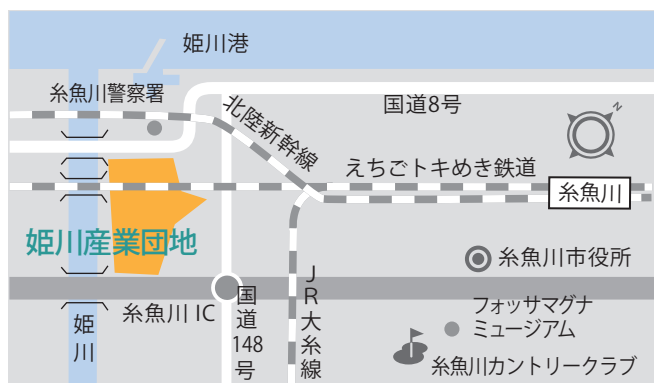 姫川港
糸魚川警察署
国道8号
N
北陸新幹線
えちごトキめき鉄道
糸魚川
姫川産業団地
糸魚川市役所
糸魚川 IC
国道148号
JR大糸線
姫川
フォッサマグナ
ミュージアム
糸魚川カントリークラブ